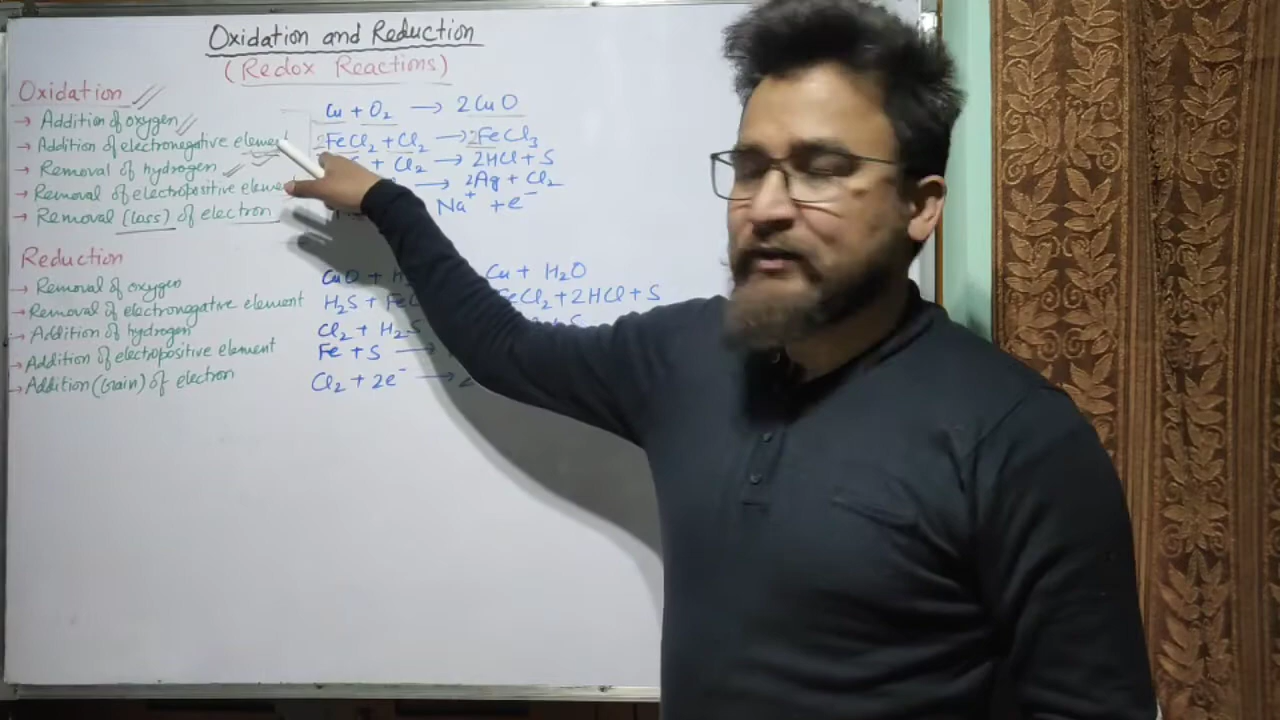 Oxidation and Reduction
(Redox Reactions)
Oxidation
→ Addition of oxygen
→ Addition of electronegative element
→ Removal of hydrogen
→ Removal of electropositive eleme
→ Removal (loss) of electron
Cu + O₂ → 2CuO
2FeCl₂ + Cl₂ → 2FeCl₃
+ Cl₂ → 2HCl + S
→ 2Ag + Cl₂
Na⁺ + e⁻
Reduction
→ Removal of oxygen
→ Removal of electronegative element
→ Addition of hydrogen
→ Addition of electropositive element
→ Addition (Gain) of electron
CuO + H Cu + H₂O
H₂S + FeC FeCl₂ + 2HCl + S
Cl₂ + H₂S
Fe + S →
Cl₂ + 2e⁻ →